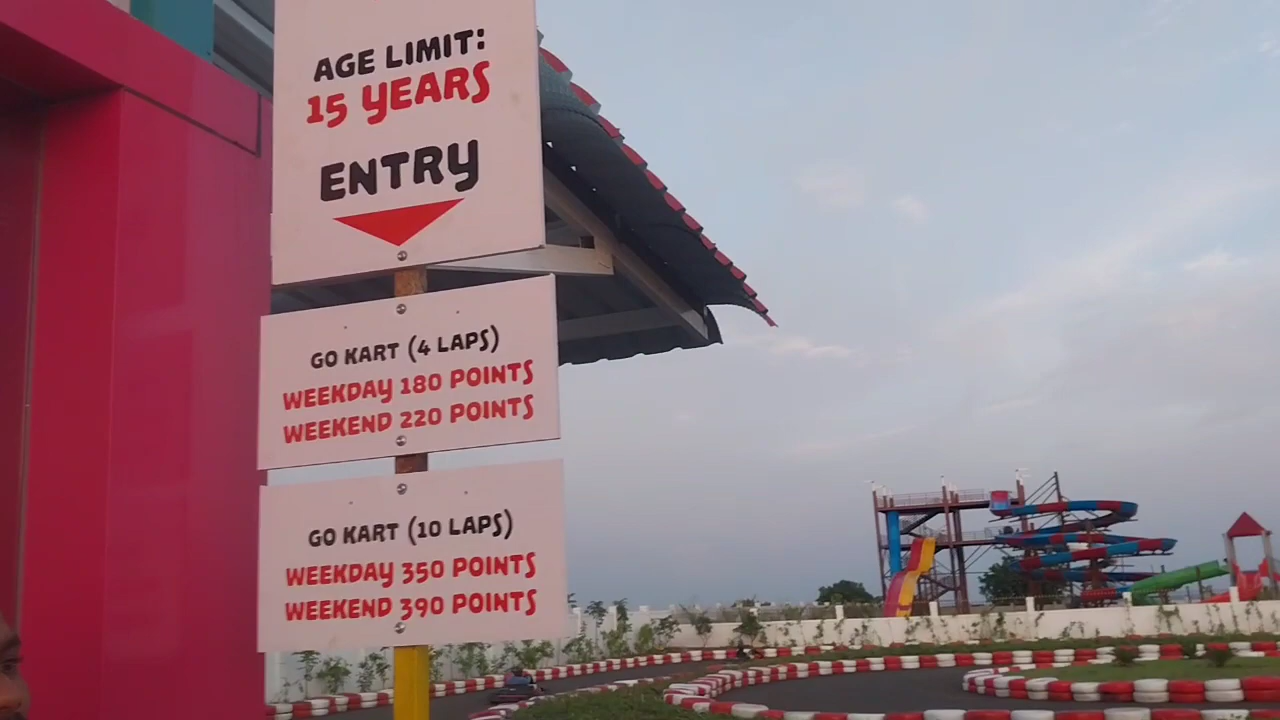 AGE LIMIT:
15 YEARS
ENTRY
GO KART (4 LAPS)
WEEKDAY 180 POINTS
WEEKEND 220 POINTS
GO KART (10 LAPS)
WEEKDAY 350 POINTS
WEEKEND 390 POINTS